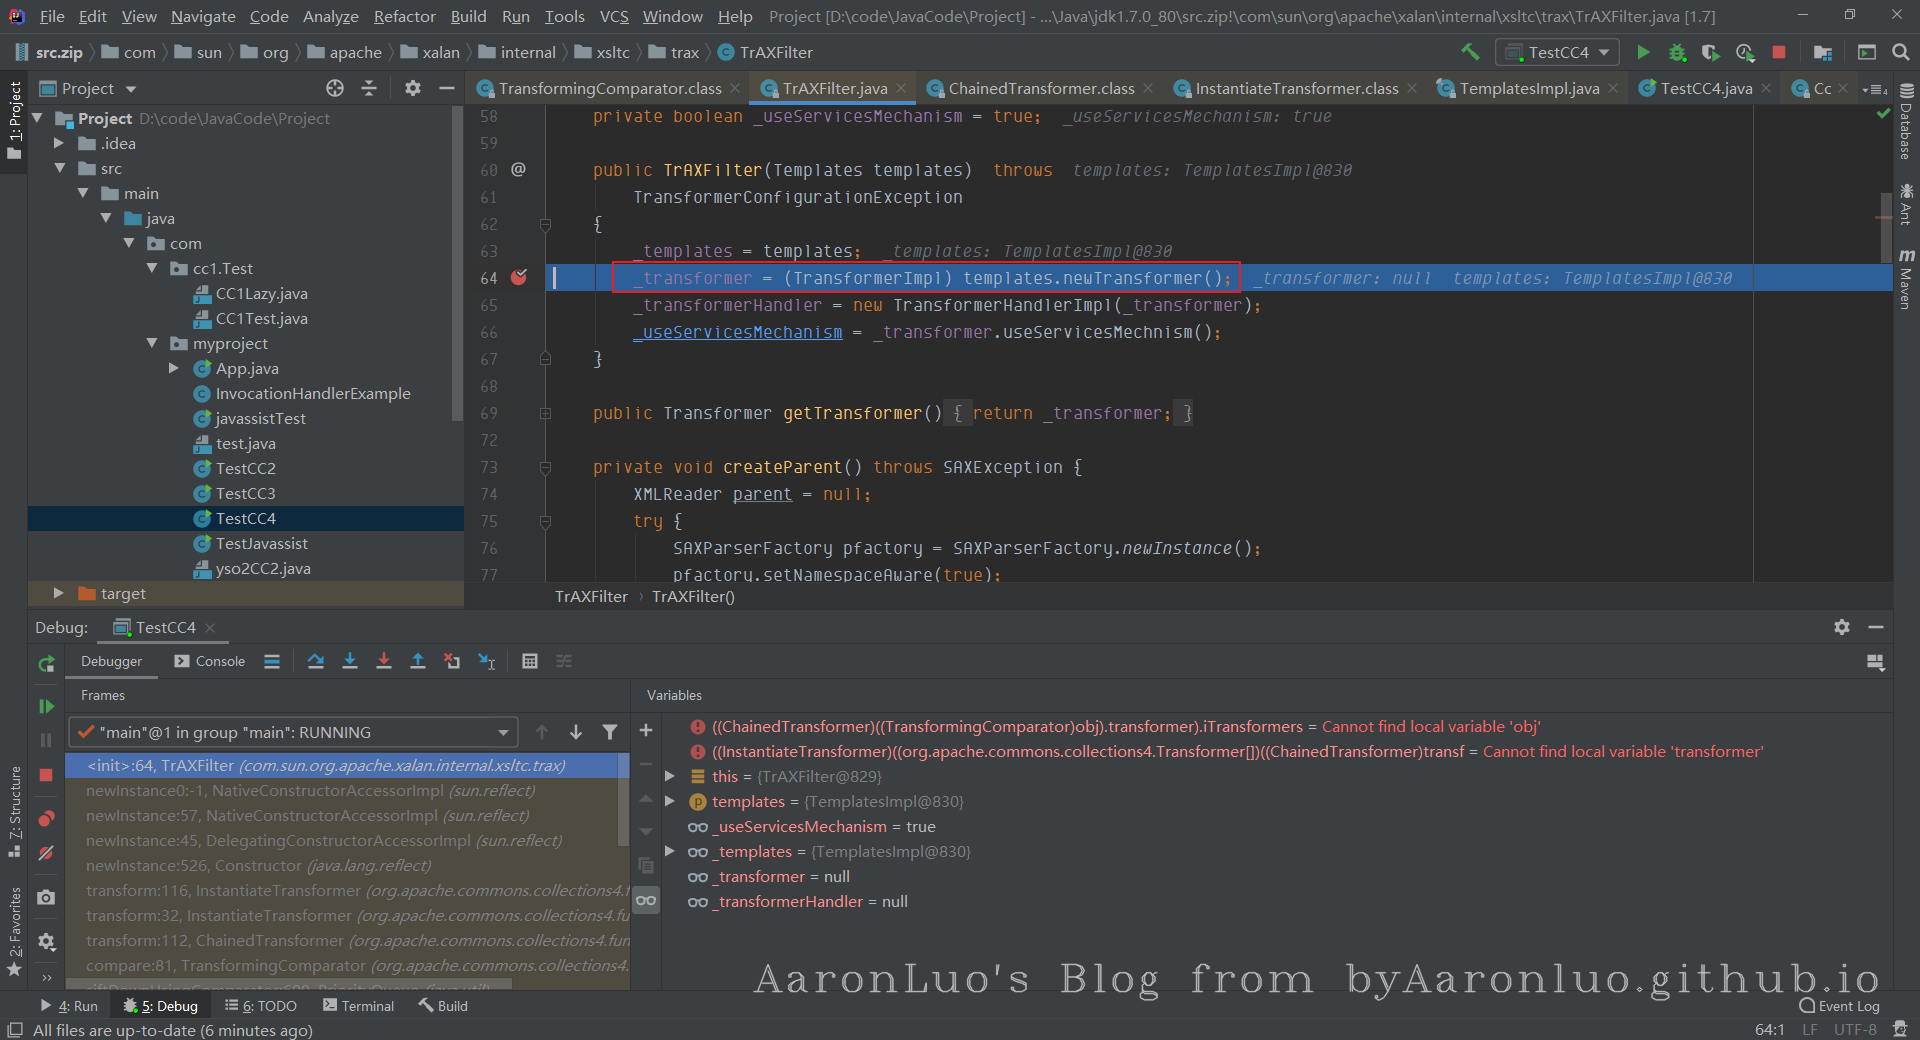 File Edit View Navigate Code Analyze Refactor Build Run Tools VCS Window Help Project [D:\code\JavaCode\Project] - ...\Java\jdk1.7.0_80\src.zip!\com\sun\org\apache\xalan\internal\xsltc\trax\TrAXFilter.java [1.7]
src.zip com sun org apache xalan internal xsltc trax TrAXFilter TestCC4
1: Project
Project
TransformingComparator.class TrAXFilter.java ChainedTransformer.class InstantiateTransformer.class TemplatesImpl.java TestCC4.java Cc
Project D:\code\JavaCode\Project
.idea
src
main
java
com
cc1.Test
CC1Lazy.java
CC1Test.java
myproject
App.java
InvocationHandlerExample
javassistTest
test.java
TestCC2
TestCC3
TestCC4
TestJavassist
yso2CC2.java
target
58 private boolean _useServicesMechanism = true; _useServicesMechanism: true
59
60 @ public TrAXFilter(Templates templates) throws templates: TemplatesImpl@830
61 TransformerConfigurationException
62 {
63 _templates = templates; _templates: TemplatesImpl@830
64 _transformer = (TransformerImpl) templates.newTransformer(); _transformer: null templates: TemplatesImpl@830
65 _transformerHandler = new TransformerHandlerImpl(_transformer);
66 _useServicesMechanism = _transformer.useServicesMechnism();
67 }
68
69 public Transformer getTransformer() { return _transformer; }
72
73 private void createParent() throws SAXException {
74 XMLReader parent = null;
75 try {
76 SAXParserFactory pfactory = SAXParserFactory.newInstance();
77 pfactory.setNamespaceAware(true);
TrAXFilter › TrAXFilter()
Database
Ant
Maven
Debug: TestCC4
Debugger Console
Frames
"main"@1 in group "main": RUNNING
<init>:64, TrAXFilter (com.sun.org.apache.xalan.internal.xsltc.trax)
newInstance0:-1, NativeConstructorAccessorImpl (sun.reflect)
newInstance:57, NativeConstructorAccessorImpl (sun.reflect)
newInstance:45, DelegatingConstructorAccessorImpl (sun.reflect)
newInstance:526, Constructor (java.lang.reflect)
transform:116, InstantiateTransformer (org.apache.commons.collections4.f
transform:32, InstantiateTransformer (org.apache.commons.collections4.fu
transform:112, ChainedTransformer (org.apache.commons.collections4.fun
compare:81, TransformingComparator (org.apache.commons.collections4.
Variables
((ChainedTransformer)((TransformingComparator)obj).transformer).iTransformers = Cannot find local variable 'obj'
((InstantiateTransformer)((org.apache.commons.collections4.Transformer[])((ChainedTransformer)transf = Cannot find local variable 'transformer'
this = {TrAXFilter@829}
templates = {TemplatesImpl@830}
_useServicesMechanism = true
_templates = {TemplatesImpl@830}
_transformer = null
_transformerHandler = null
7: Structure
2: Favorites
AaronLuo's Blog from byAaronluo.github.io
4: Run 5: Debug 6: TODO Terminal Build Event Log
All files are up-to-date (6 minutes ago) 64:1 LF UTF-8